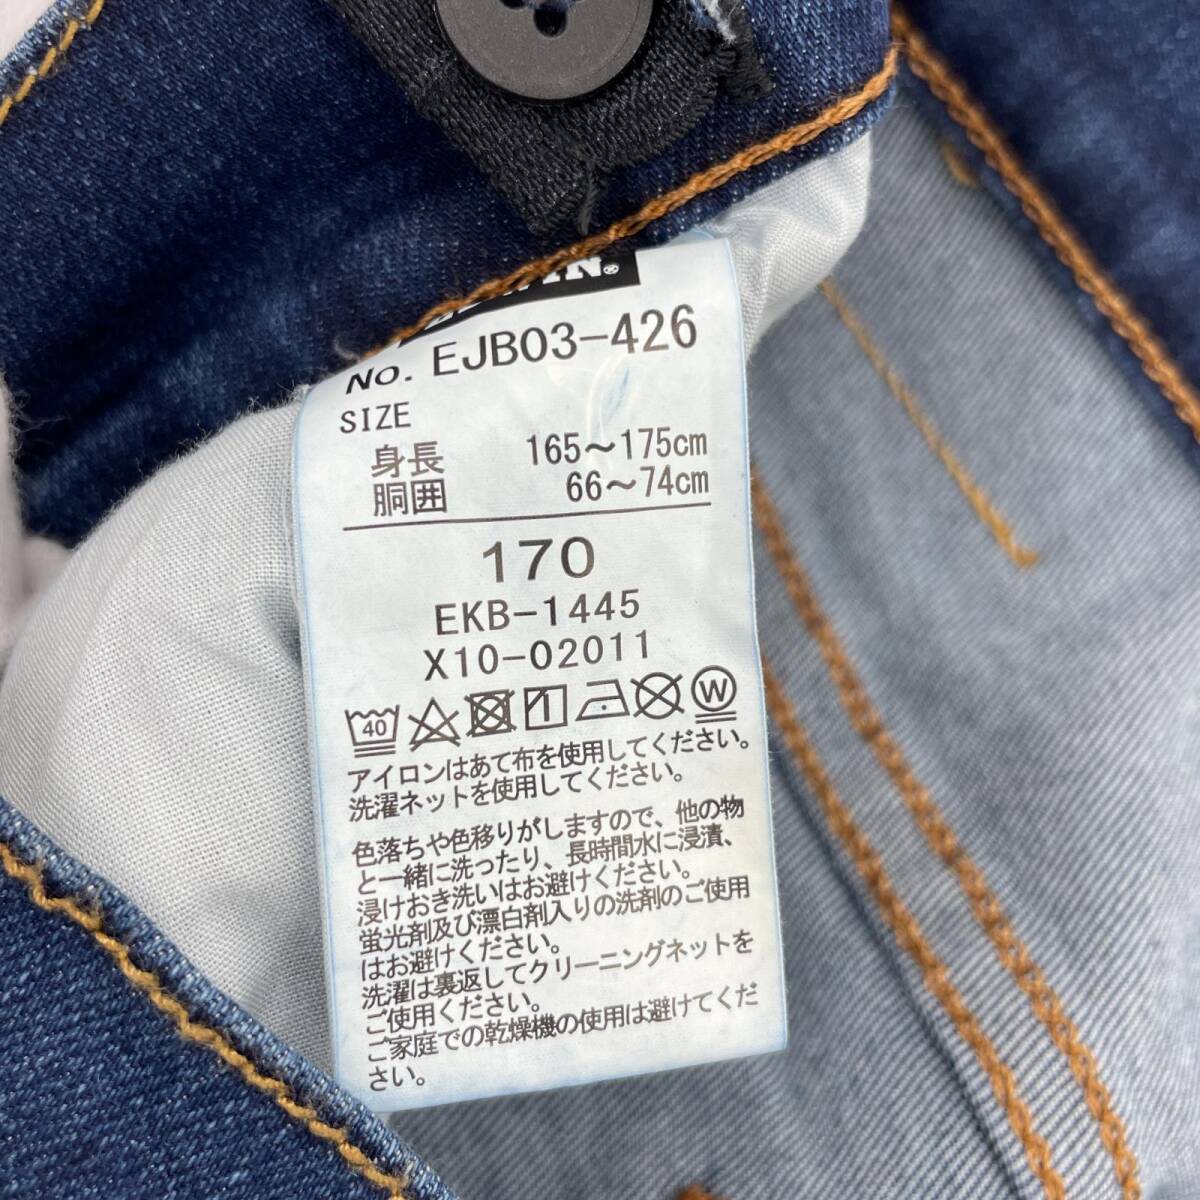 NO. EJB03-426
SIZE
身長 165～175cm
胴囲 66～74cm
170
EKB-1445
X10-02011
40 1 W
アイロンはあて布を使用してください。
洗濯ネットを使用してください。
色落ちや色移りがしますので、他の物
と一緒に洗ったり、長時間水に浸漬、
浸けおき洗いはお避けください。
蛍光剤及び漂白剤入りの洗剤のご使用
はお避けください。
洗濯は裏返してクリーニングネットを
ご使用ください。
ご家庭での乾燥機の使用は避けてくだ
さい。